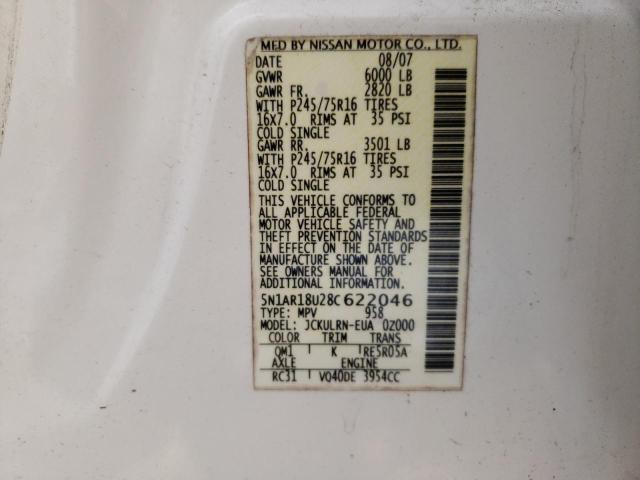 MFD BY NISSAN MOTOR CO., LTD.
DATE 08/07
GVWR 6000 LB
GAWR FR. 2820 LB
WITH P245/75R16 TIRES
16X7.0 RIMS AT 35 PSI
COLD SINGLE
GAWR RR. 3501 LB
WITH P245/75R16 TIRES
16X7.0 RIMS AT 35 PSI
COLD SINGLE
THIS VEHICLE CONFORMS TO
ALL APPLICABLE FEDERAL
MOTOR VEHICLE SAFETY AND
THEFT PREVENTION STANDARDS
IN EFFECT ON THE DATE OF
MANUFACTURE SHOWN ABOVE.
SEE OWNERS MANUAL FOR
ADDITIONAL INFORMATION.
5N1AR18U28C622046
TYPE: MPV 958
MODEL: JCKULRN-EUA 0Z000
COLOR TRIM TRANS
QM1 K RE5R05A
AXLE ENGINE
RC31 VQ40DE 3954CC